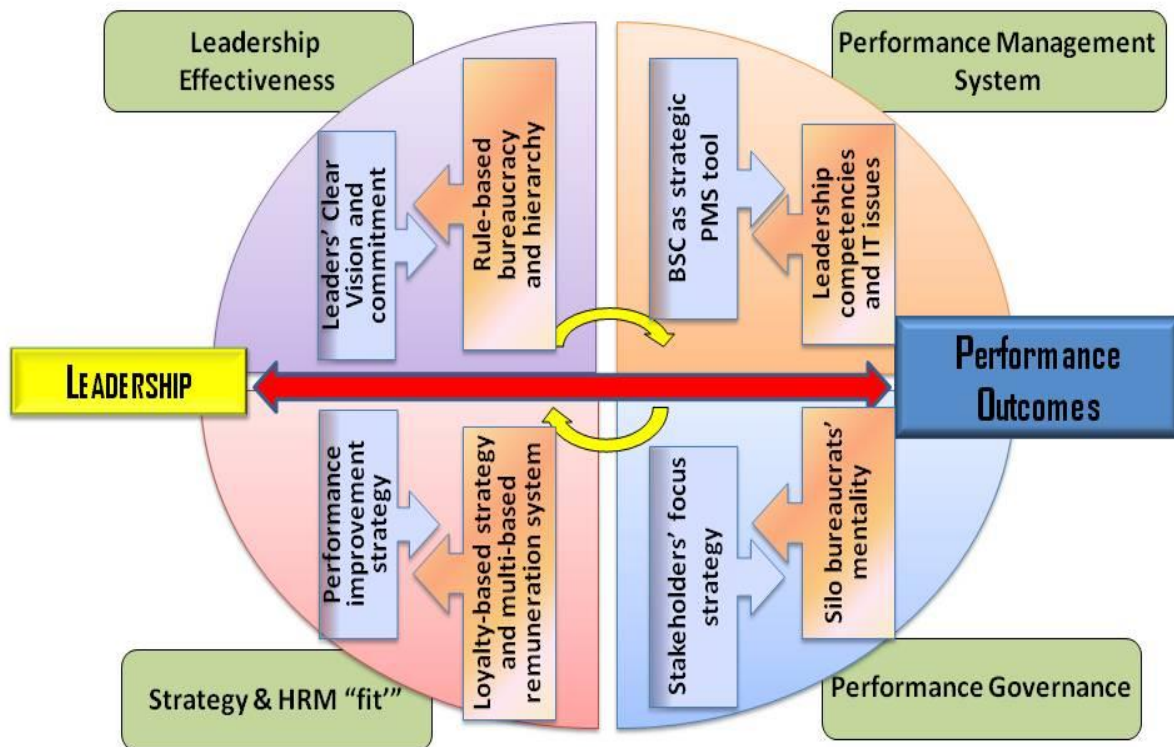 Leadership
Effectiveness
Performance Management
System
Leaders’ Clear
Vision and
commitment
Rule-based
bureaucracy
and hierarchy
BSC as strategic
PMS tool
Leadership
competencies
and IT issues
LEADERSHIP
PERFORMANCE
OUTCOMES
Performance
improvement
strategy
Loyalty-based strategy
and multi-based
remuneration system
Stakeholders’ focus
strategy
Silo bureaucrats’
mentality
Strategy & HRM “fit’”
Performance Governance